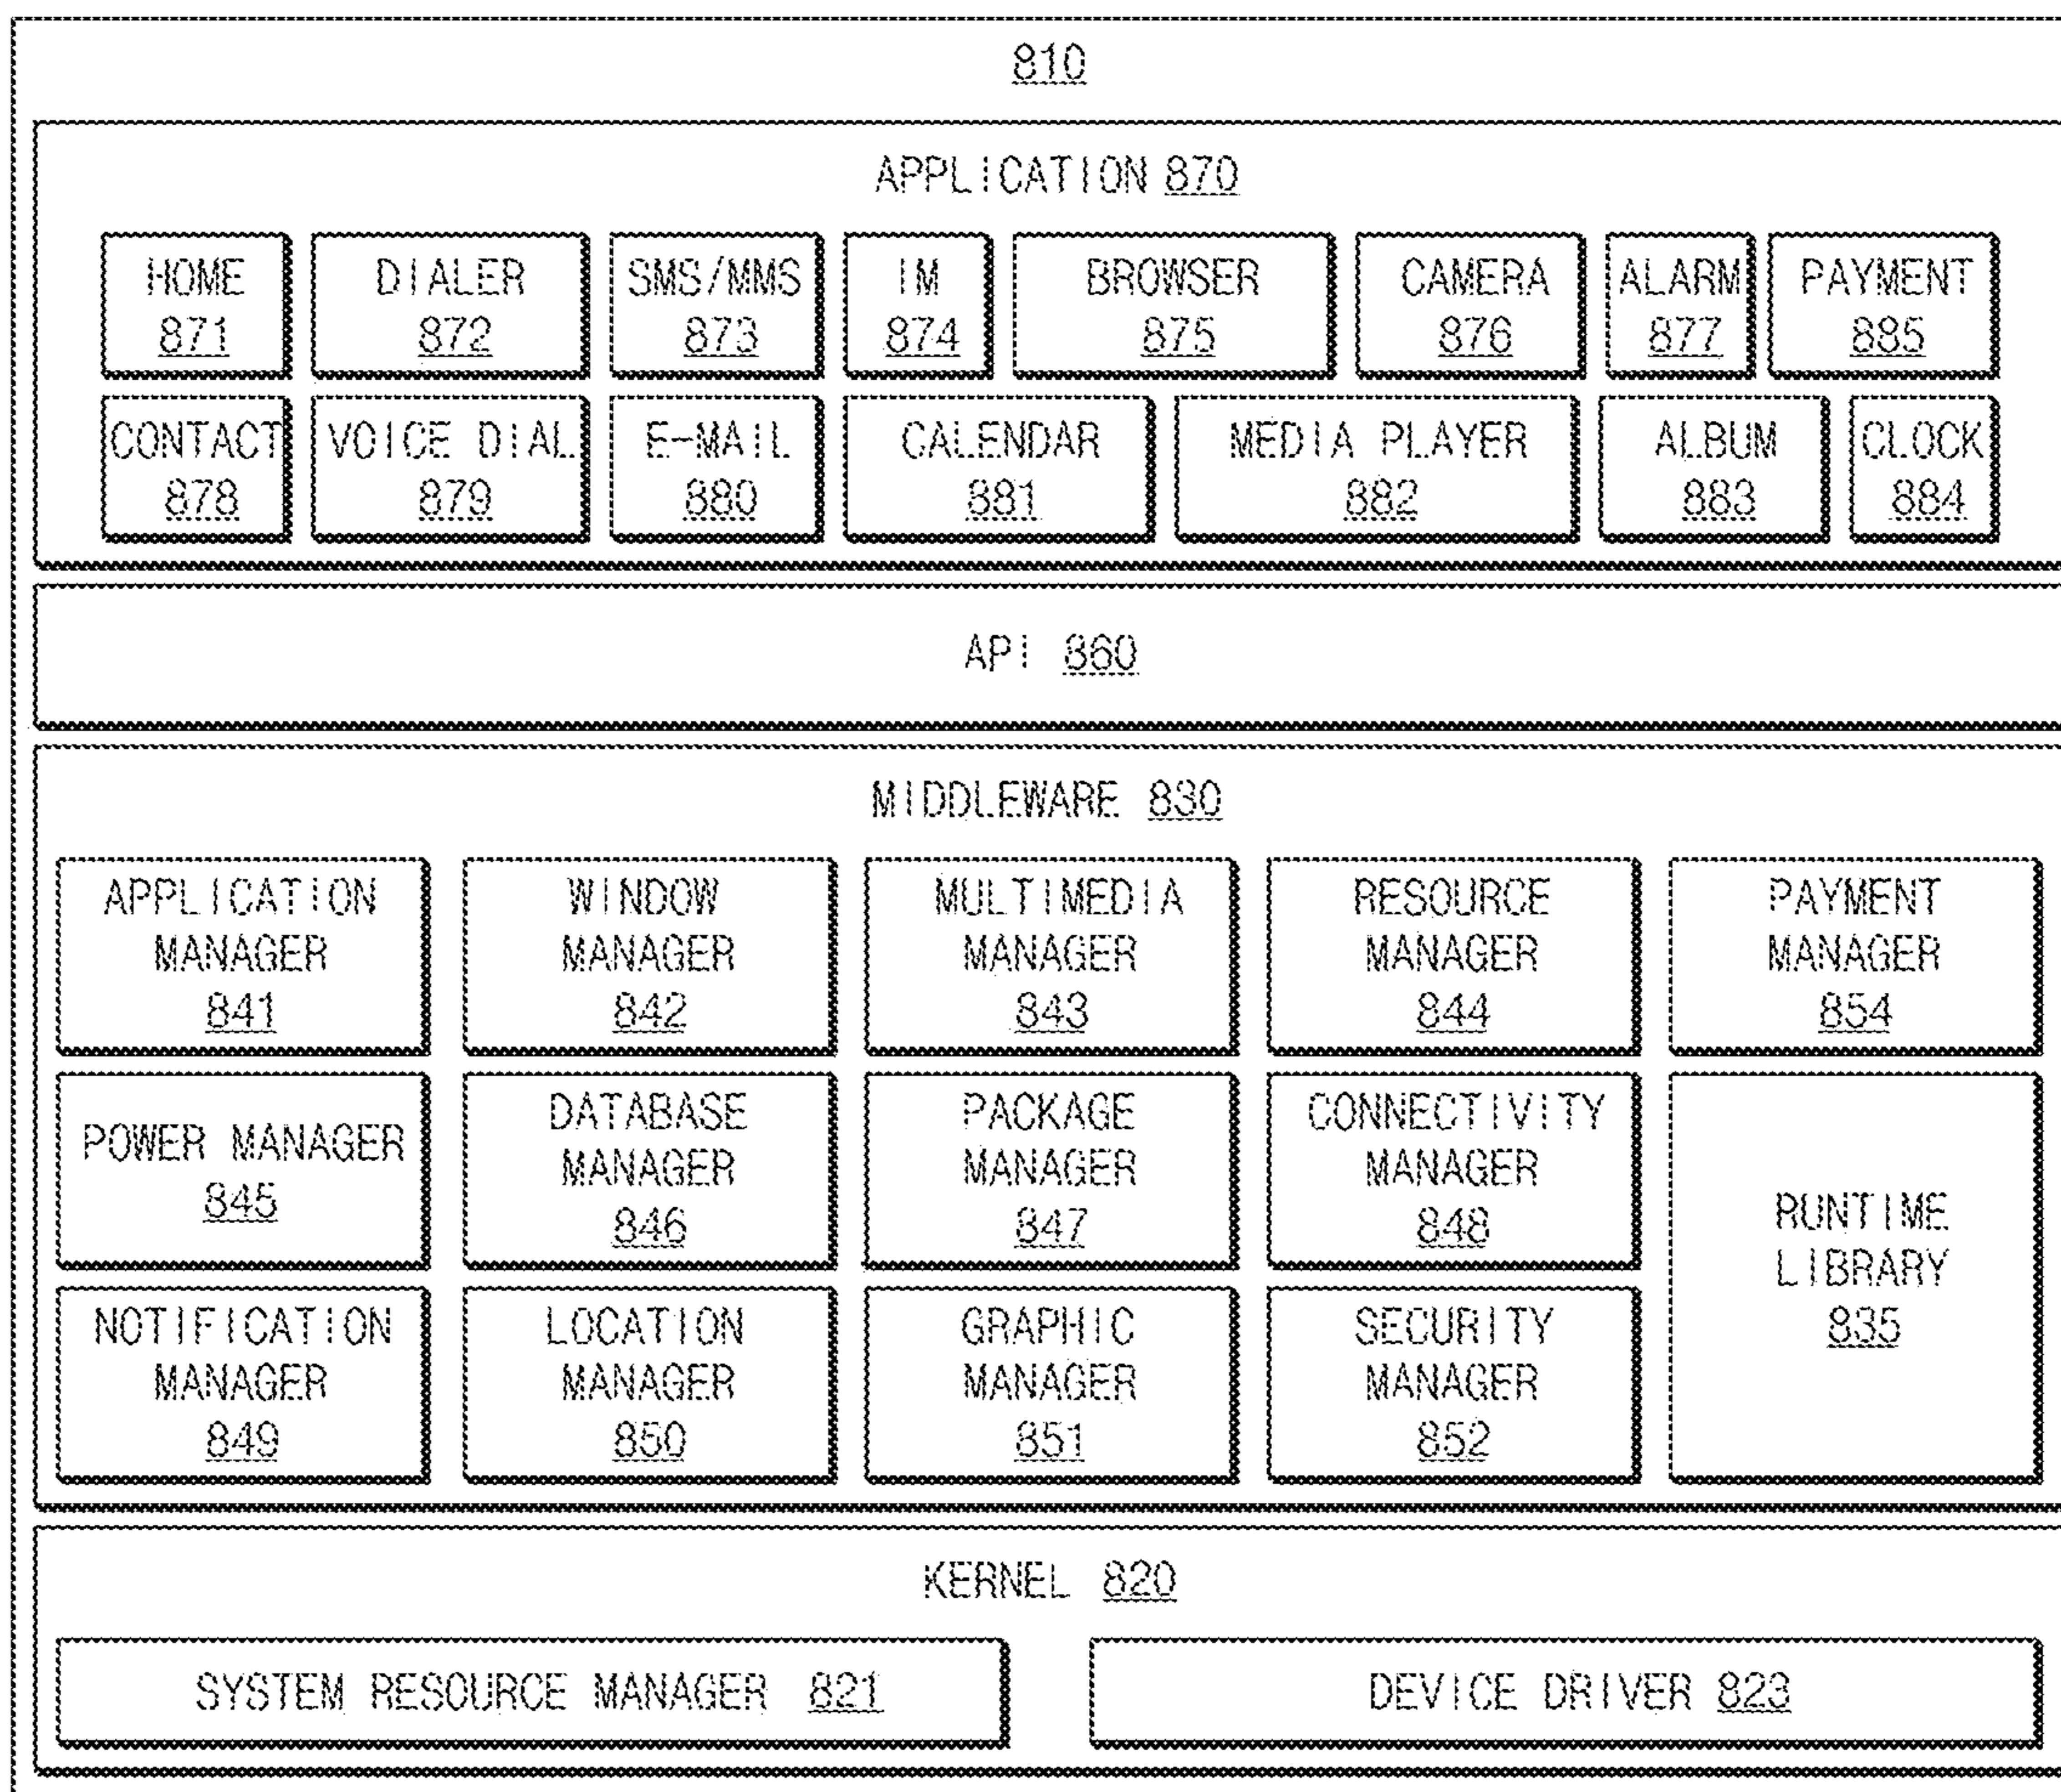 810
APPLICATION 870
HOME
871
DIALER
872
SMS/MMS
873
IM
874
BROWSER
875
CAMERA
876
ALARM
877
PAYMENT
885
CONTACT
878
VOICE DIAL
879
E-MAIL
880
CALENDAR
881
MEDIA PLAYER
882
ALBUM
883
CLOCK
884
API 860
MIDDLEWARE 830
APPLICATION
MANAGER
841
WINDOW
MANAGER
842
MULTIMEDIA
MANAGER
843
RESOURCE
MANAGER
844
PAYMENT
MANAGER
854
POWER MANAGER
845
DATABASE
MANAGER
846
PACKAGE
MANAGER
847
CONNECTIVITY
MANAGER
848
RUNTIME
LIBRARY
835
NOTIFICATION
MANAGER
849
LOCATION
MANAGER
850
GRAPHIC
MANAGER
851
SECURITY
MANAGER
852
KERNEL 820
SYSTEM RESOURCE MANAGER 821
DEVICE DRIVER 823